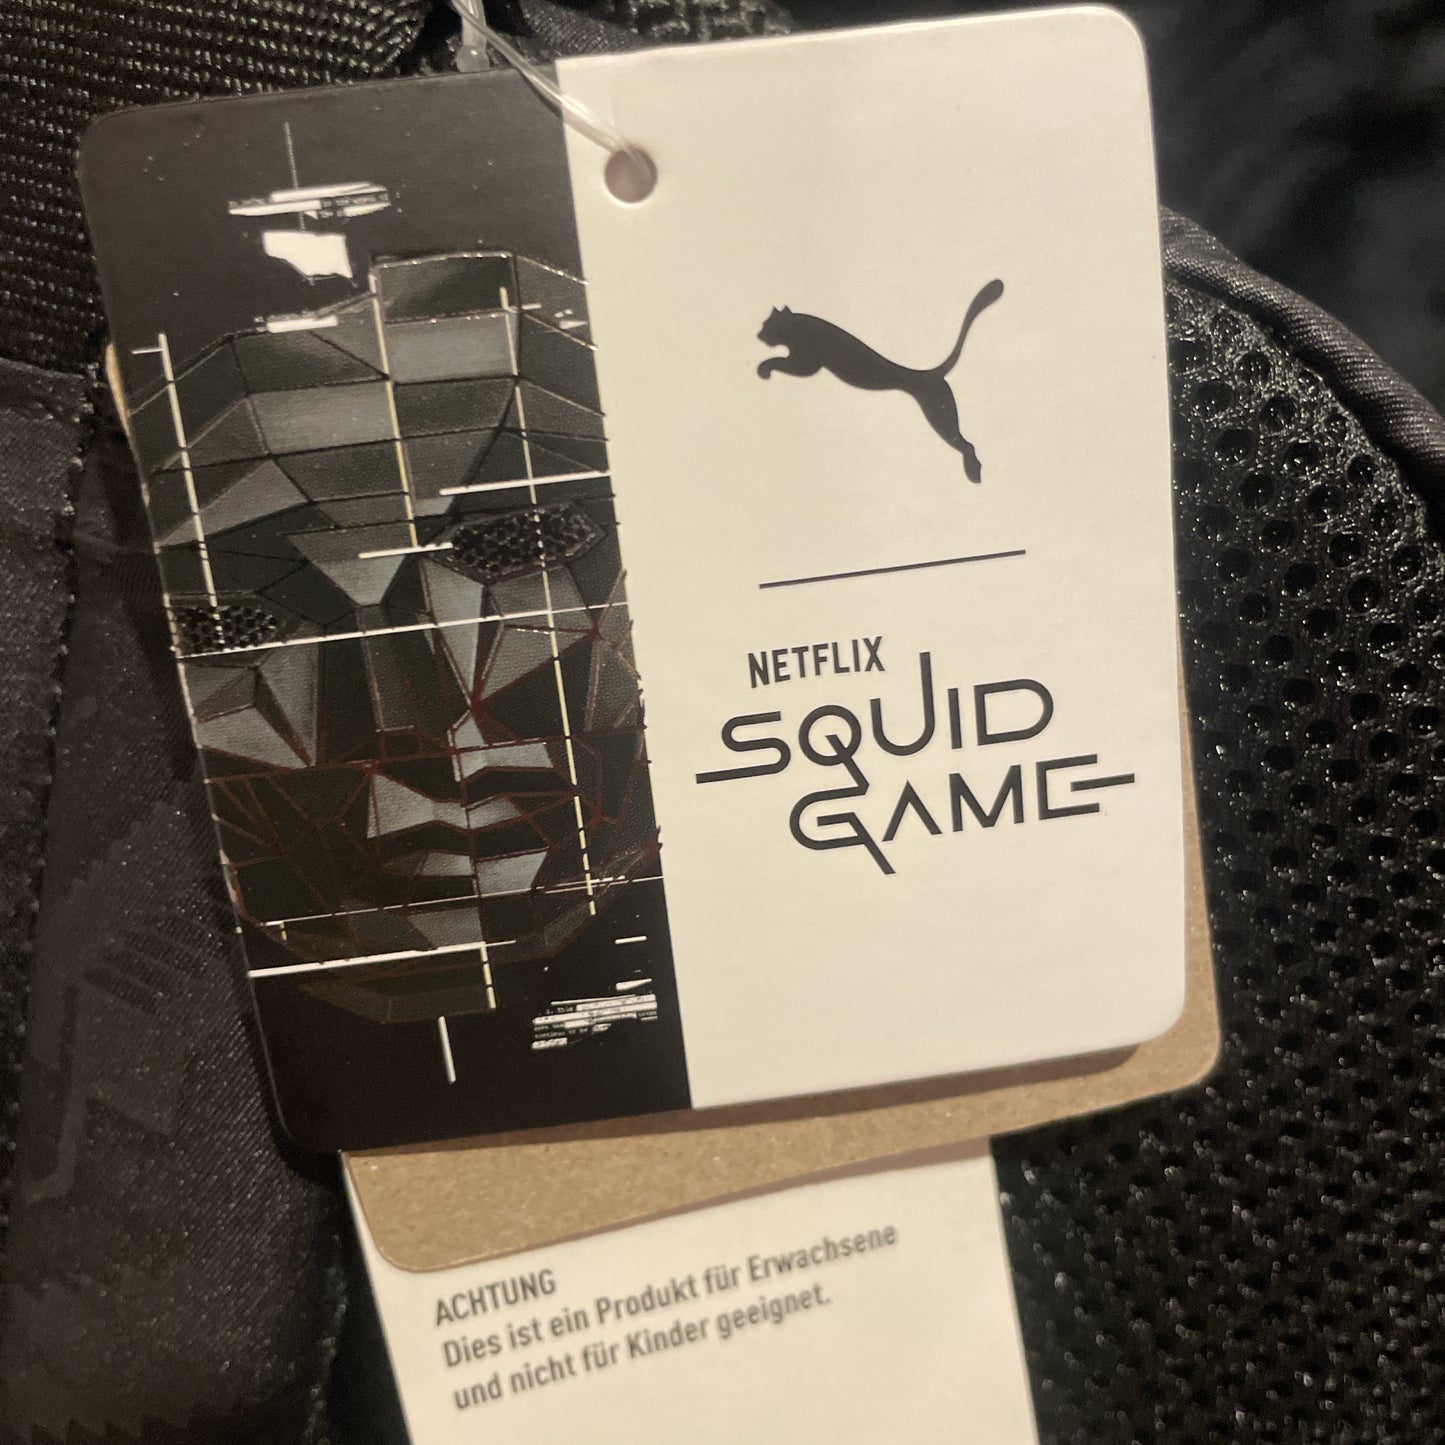 NETFLIX
SQUID
GAME
ACHTUNG
Dies ist ein Produkt für Erwachsene
und nicht für Kinder geeignet.